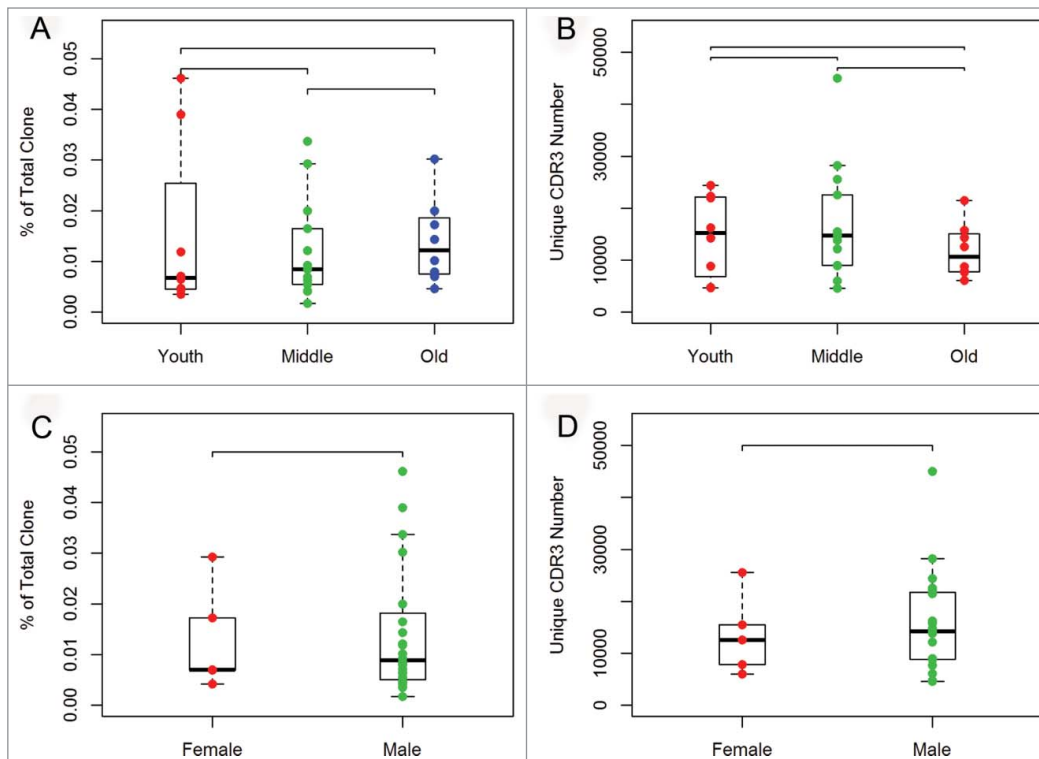 A
% of Total Clone
0.05
0.04
0.03
0.02
0.01
0.00
Youth Middle Old
B
Unique CDR3 Number
50000
30000
10000
0
Youth Middle Old
C
% of Total Clone
0.05
0.04
0.03
0.02
0.01
0.00
Female Male
D
Unique CDR3 Number
50000
30000
10000
0
Female Male